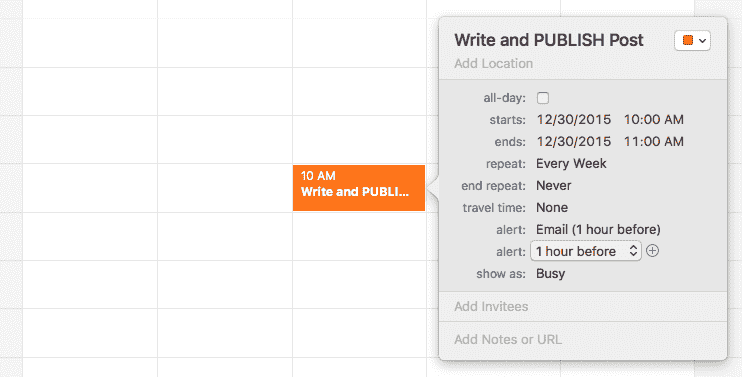 10 AM
Write and PUBLI...
Write and PUBLISH Post
Add Location
all-day:
starts: 12/30/2015 10:00 AM
ends: 12/30/2015 11:00 AM
repeat: Every Week
end repeat: Never
travel time: None
alert: Email (1 hour before)
alert: 1 hour before
show as: Busy
Add Invitees
Add Notes or URL